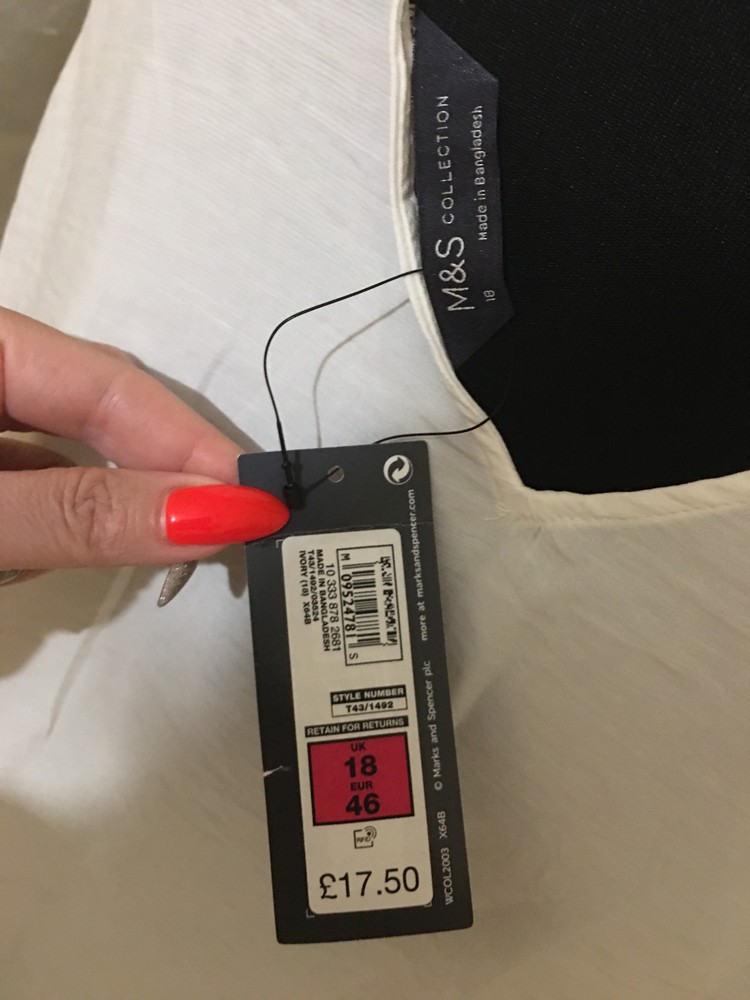 M&S COLLECTION
Made in Bangladesh
18
more at marksandspencer.com
© Marks and Spencer plc
WCOL2003 X64B
M 09524781 S
10 333 878 2681
MADE IN BANGLADESH
T43/1492/03524
IVORY (18) X64B
STYLE NUMBER
T43/1492
RETAIN FOR RETURNS
UK
18
EUR
46
RFID
£17.50